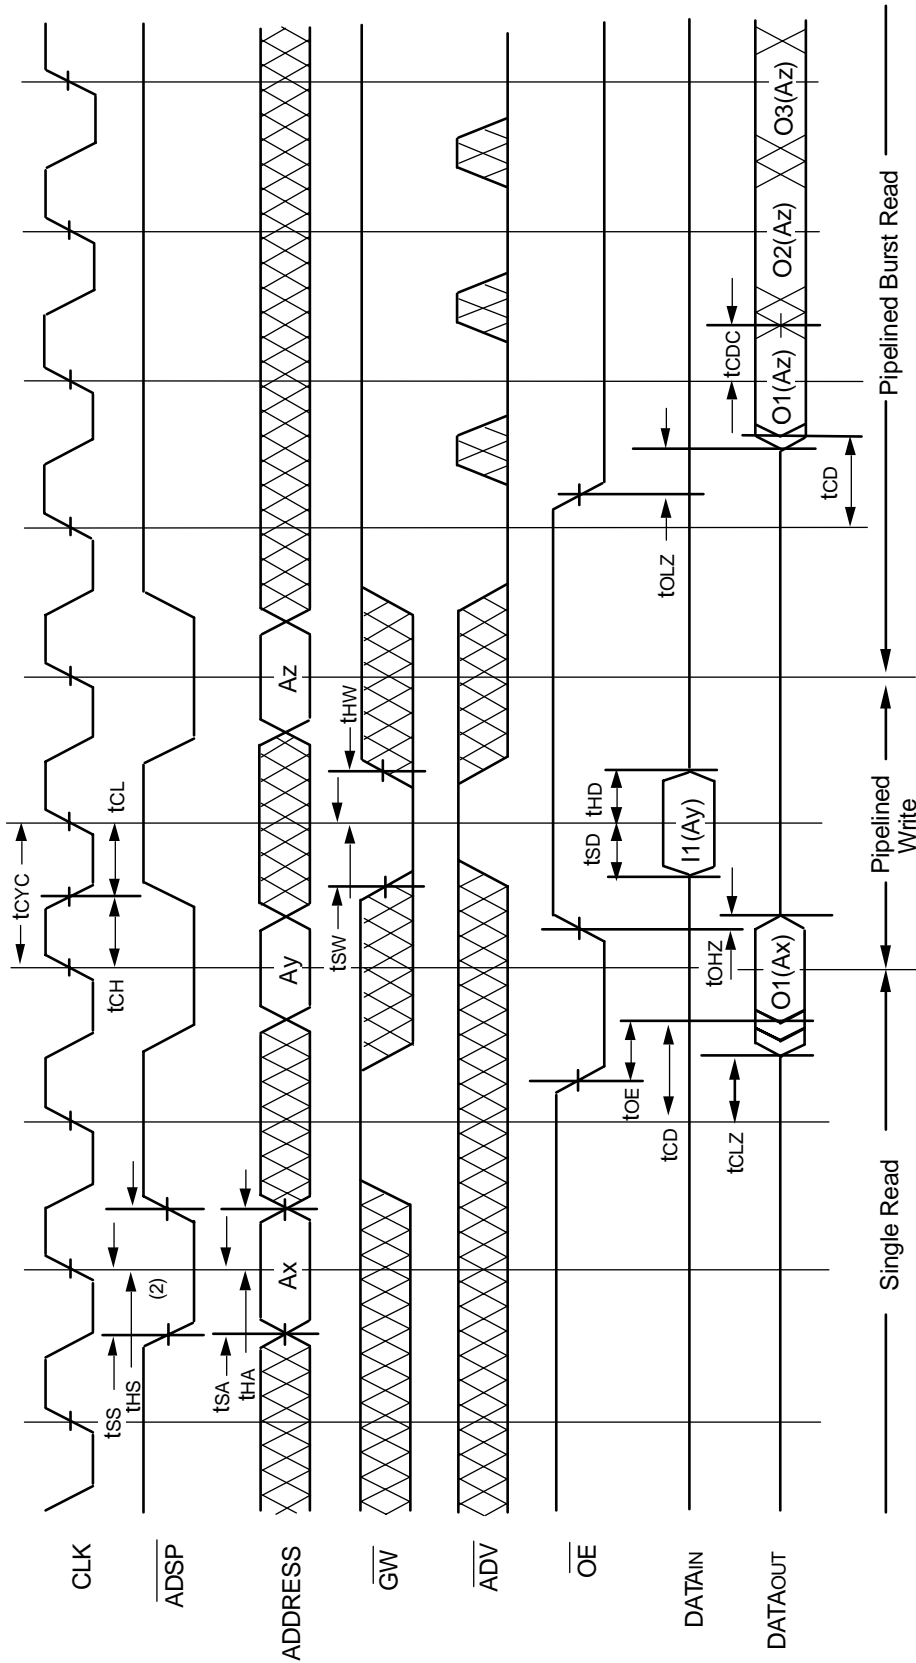 tCYC
tCH
tCL
CLK
tSS
tHS
(2)
ADSP
tSA
tHA
ADDRESS
Ax
Ay
Az
tSW
tHW
GW
ADV
OE
tOE
tOLZ
tSD
tHD
DATAIN
I1(Ay)
tCD
tOHZ
tCLZ
tCDC
DATAOUT
O1(Ax)
O1(Az)
O2(Az)
O3(Az)
tCD
Single Read
Pipelined
Write
Pipelined Burst Read